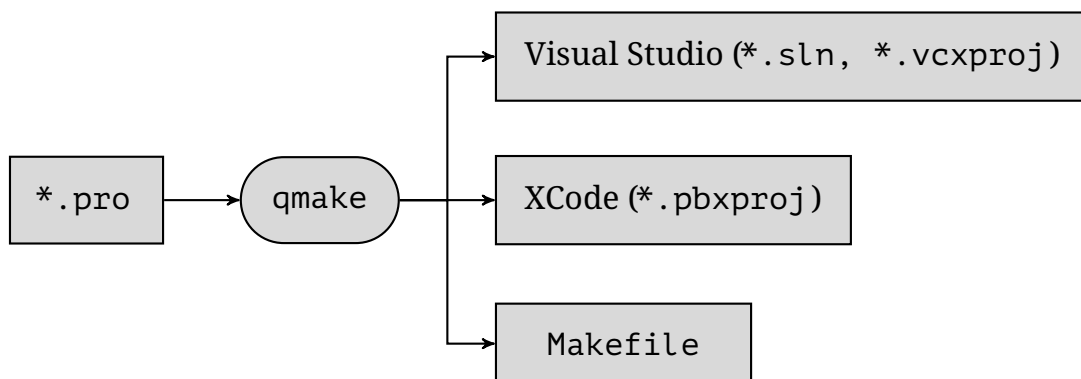 Visual Studio (*.sln, *.vcxproj)
*.pro
qmake
XCode (*.pbxproj)
Makefile